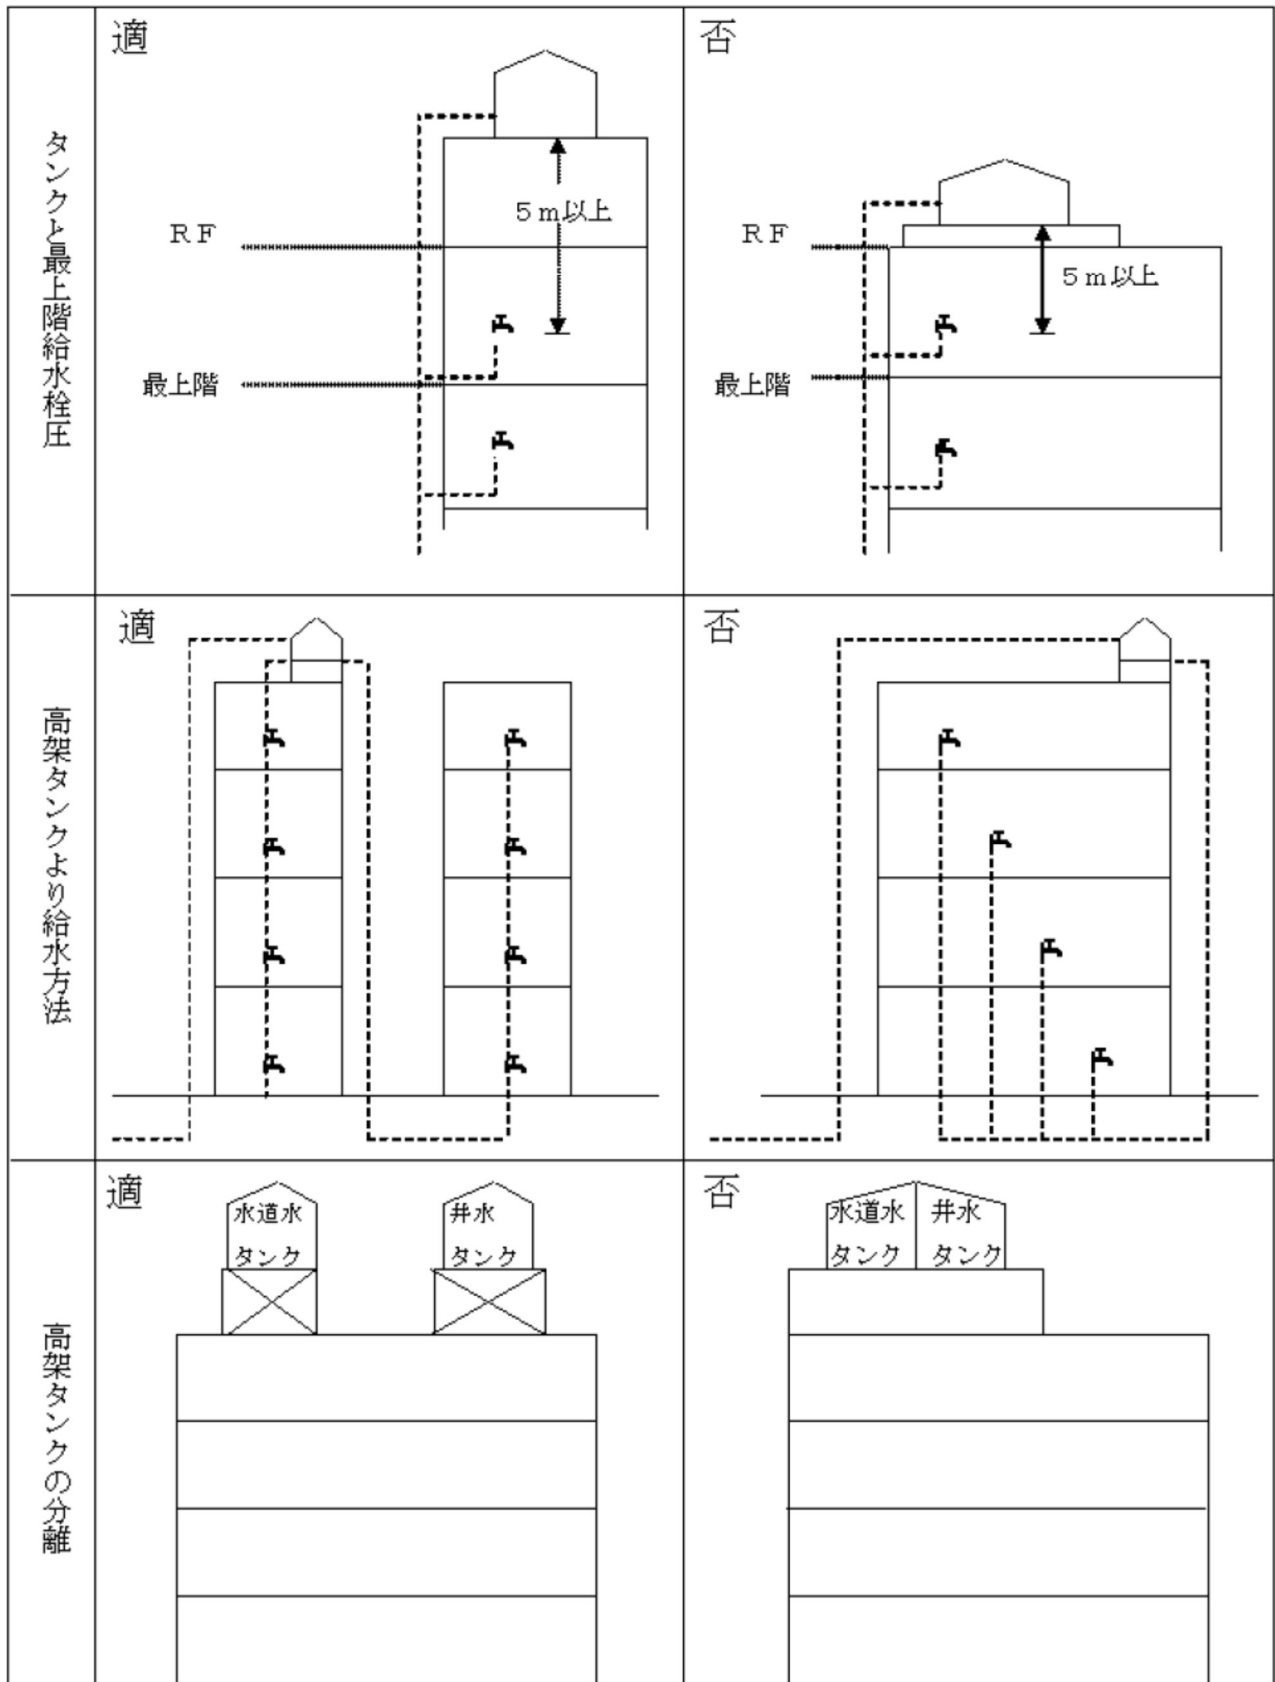 タンクと最上階給水栓圧
適
５ｍ以上
ＲＦ
最上階
否
ＲＦ
５ｍ以上
最上階
高架タンクより給水方法
適
否
高架タンクの分離
適
水道水
タンク
井水
タンク
否
水道水
タンク
井水
タンク